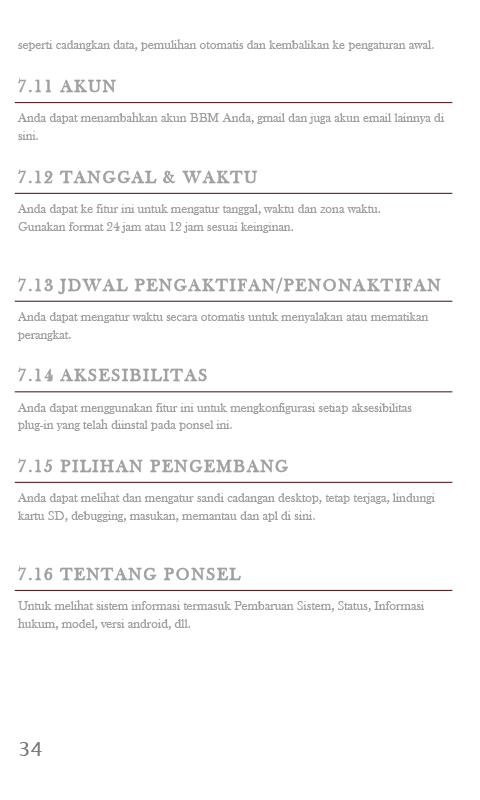 seperti cadangkan data, pemulihan otomatis dan kembalikan ke pengaturan awal.
7.11 AKUN
Anda dapat menambahkan akun BBM Anda, gmail dan juga akun email lainnya di
sini.
7.12 TANGGAL & WAKTU
Anda dapat ke fitur ini untuk mengatur tanggal, waktu dan zona waktu.
Gunakan format 24 jam atau 12 jam sesuai keinginan.
7.13 JDWAL PENGAKTIFAN/PENONAKTIFAN
Anda dapat mengatur waktu secara otomatis untuk menyalakan atau mematikan
perangkat.
7.14 AKSESIBILITAS
Anda dapat menggunakan fitur ini untuk mengkonfigurasi setiap aksesibilitas
plug-in yang telah diinstal pada ponsel ini.
7.15 PILIHAN PENGEMBANG
Anda dapat melihat dan mengatur sandi cadangan desktop, tetap terjaga, lindungi
kartu SD, debugging, masukan, memantau dan apl di sini.
7.16 TENTANG PONSEL
Untuk melihat sistem informasi termasuk Pembaruan Sistem, Status, Informasi
hukum, model, versi android, dll.
34